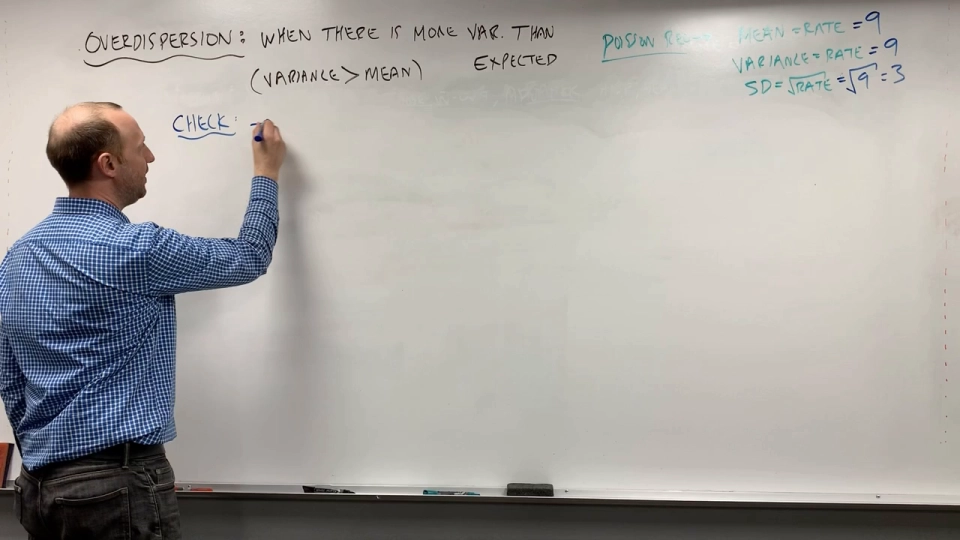 OVERDISPERSION: WHEN THERE IS MORE VAR. THAN
EXPECTED
(VARIANCE > MEAN)
POISSON
MEAN = RATE = 9
VARIANCE = RATE = 9
SD = √RATE = √9 = 3
CHECK: